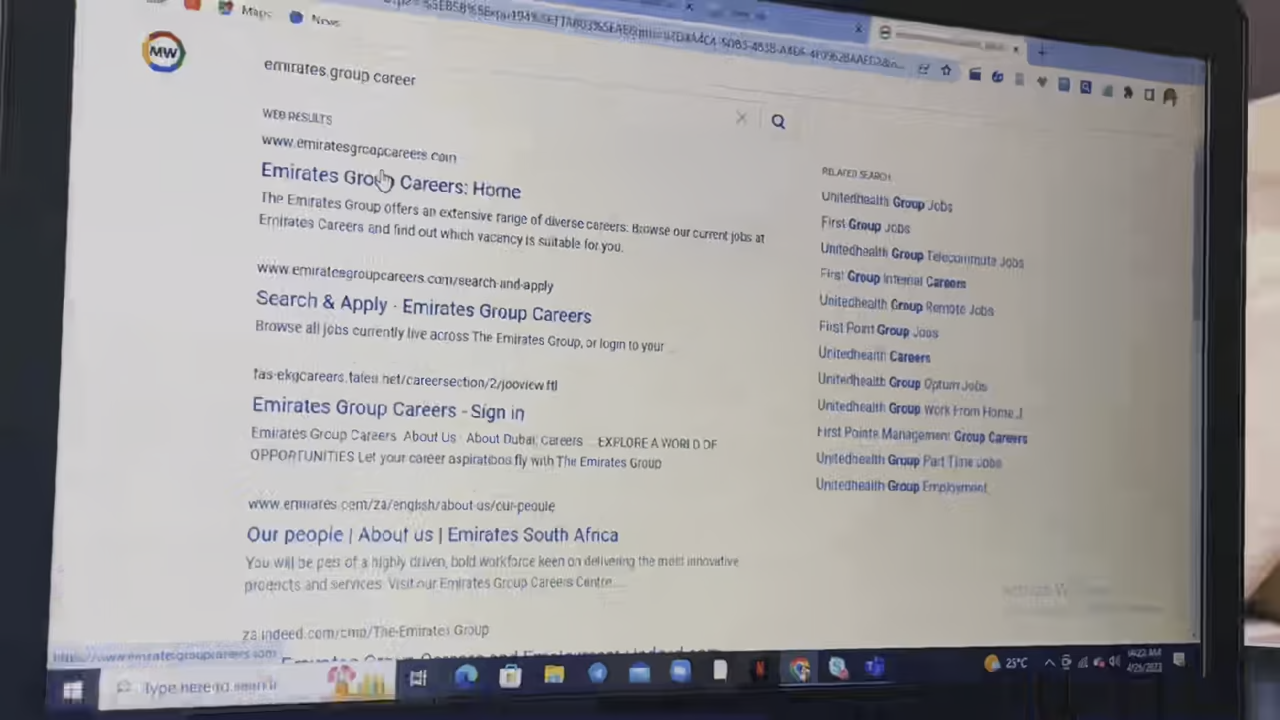 Maps
News
MW
emirates.group career
WEB RESULTS
www.emiratesgroupcareers.com
Emirates Group Careers: Home
The Emirates Group offers an extensive range of diverse careers. Browse our current jobs at
Emirates Careers and find out which vacancy is suitable for you.
www.emiratesgroupcareers.com/search-and-apply
Search & Apply - Emirates Group Careers
Browse all jobs currently live across The Emirates Group, or login to your
/careersection/2/
Emirates Group Careers - Sign in
Emirates Group Careers About Us About Dubai, Careers EXPLORE A WORLD OF
OPPORTUNITIES Let your career aspirations fly with The Emirates Group
www.emirates.com/za/english/about-us/our-people
Our people | About us | Emirates South Africa
You will be part of a highly driven, bold workforce keen on delivering the most innovative
products and services. Visit our Emirates Group Careers Centre
za.indeed.com/cmp/The-Emirates Group
RELATED SEARCH
Unitedhealth Group Jobs
First Group Jobs
Unitedhealth Group Telecommute Jobs
First Group Internal Careers
Unitedhealth Group Remote Jobs
First Point Group Jobs
Unitedhealth Careers
Unitedhealth Group Optum Jobs
Unitedhealth Group Work From Home J
First Pointe Management Group Careers
Unitedhealth Group Part Time Jobs
Unitedhealth Group Employment
https://www.emiratesgroupcareers.com
Type here to search
25°C